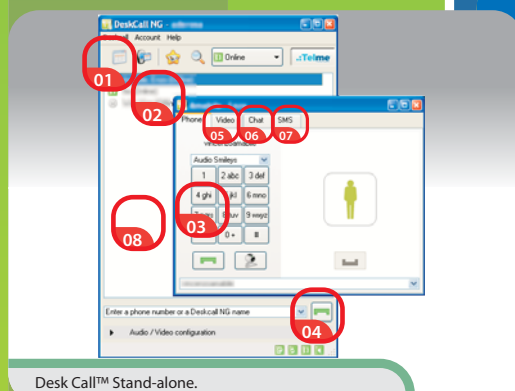 DeskCall NG -
Account Help
Online
.:Telme
01
02
Phone Video Chat SMS
05 06 07
Audio Smileys
1 2 abc 3 def
4 ghi 6 mno
03
9 wxyz
0 +
08
Enter a phone number or a Deskcall NG name
04
Audio / Video configuration
Desk Call™ Stand-alone.